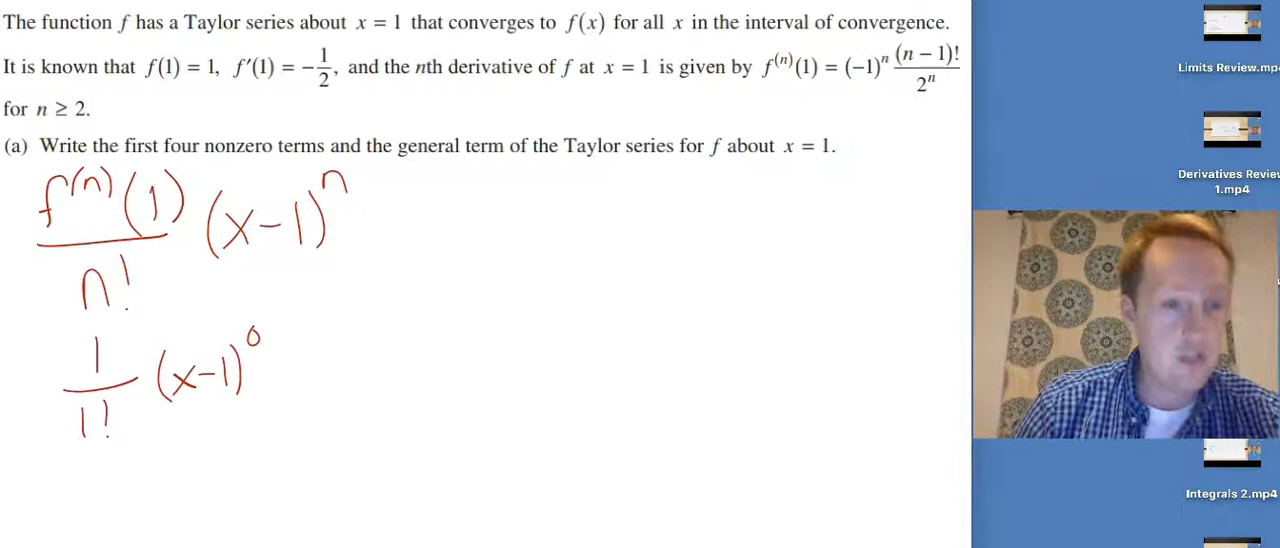 The function f has a Taylor series about x = 1 that converges to f(x) for all x in the interval of convergence.
It is known that f(1) = 1, f′(1) = −1/2, and the nth derivative of f at x = 1 is given by f^(n)(1) = (−1)^n (n − 1)!/2^n
for n ≥ 2.
(a) Write the first four nonzero terms and the general term of the Taylor series for f about x = 1.
f^(n)(1)/n! (x−1)^n
1/1! (x−1)^0
Limits Review.mp
Derivatives Review
1.mp4
Integrals 2.mp4